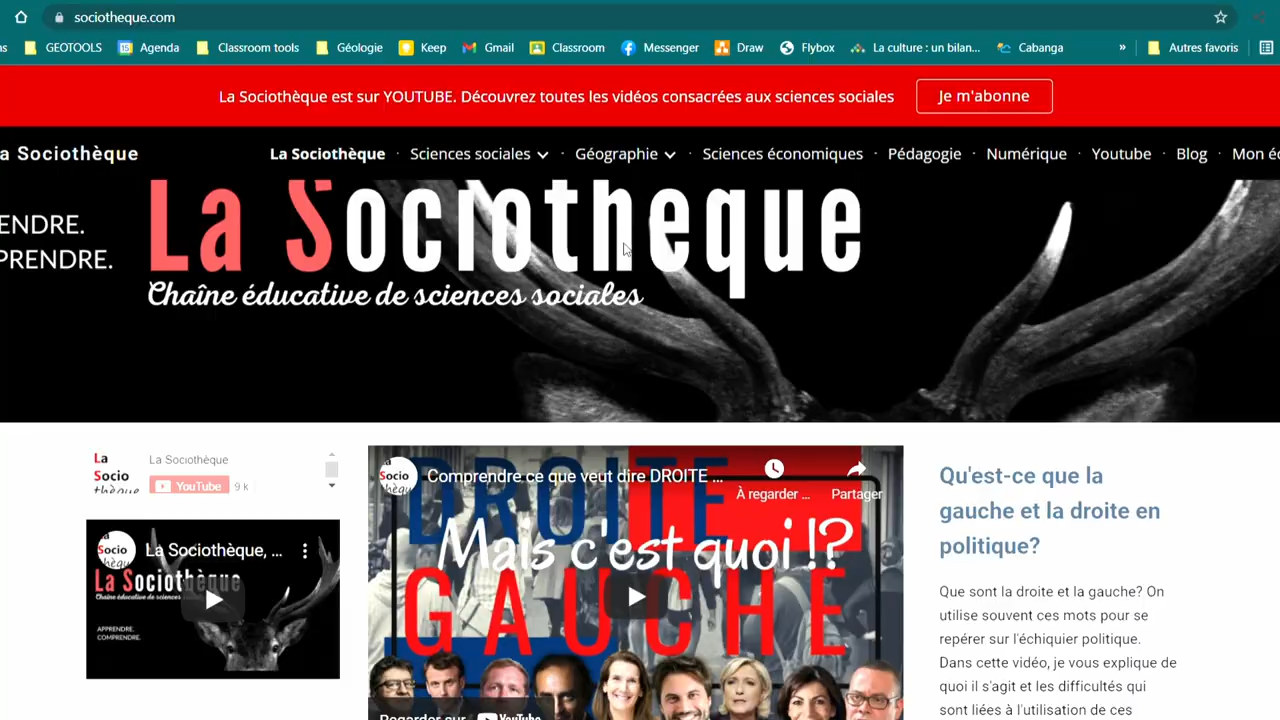 sociotheque.com
GEOTOOLS
Agenda
Classroom tools
Géologie
Keep
Gmail
Classroom
Messenger
Draw
Flybox
La culture : un bilan...
Cabanga
»
Autres favoris
La Sociothèque est sur YOUTUBE. Découvrez toutes les vidéos consacrées aux sciences sociales
Je m'abonne
a Sociothèque
La Sociothèque · Sciences sociales · Géographie · Sciences économiques · Pédagogie · Numérique · Youtube · Blog · Mon
ENDRE.
PRENDRE.
La Sociotheque
Chaîne éducative de sciences sociales
La
Socio
thèque
La Sociothèque
YouTube 9 k
Socio
La Sociothèque, ...
La Sociothèque
Chaîne éducative de sciences
APPRENDRE.
COMPRENDRE.
Socio
Comprendre ce que veut dire DROITE ...
À regarder ...
Partager
DROITE
Mais c'est quoi !?
GAUCHE
Regarder sur YouTube
Qu'est-ce que la
gauche et la droite en
politique?
Que sont la droite et la gauche? On
utilise souvent ces mots pour se
repérer sur l'échiquier politique.
Dans cette vidéo, je vous explique de
quoi il s'agit et les difficultés qui
sont liées à l'utilisation de ces